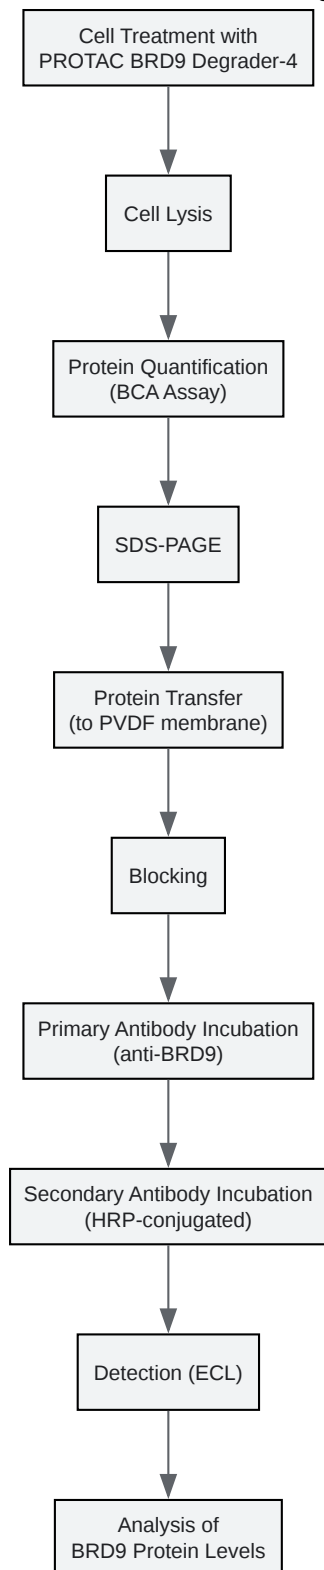 Cell Treatment with
PROTAC BRD9 Degrader-4
Cell Lysis
Protein Quantification
(BCA Assay)
SDS-PAGE
Protein Transfer
(to PVDF membrane)
Blocking
Primary Antibody Incubation
(anti-BRD9)
Secondary Antibody Incubation
(HRP-conjugated)
Detection (ECL)
Analysis of
BRD9 Protein Levels